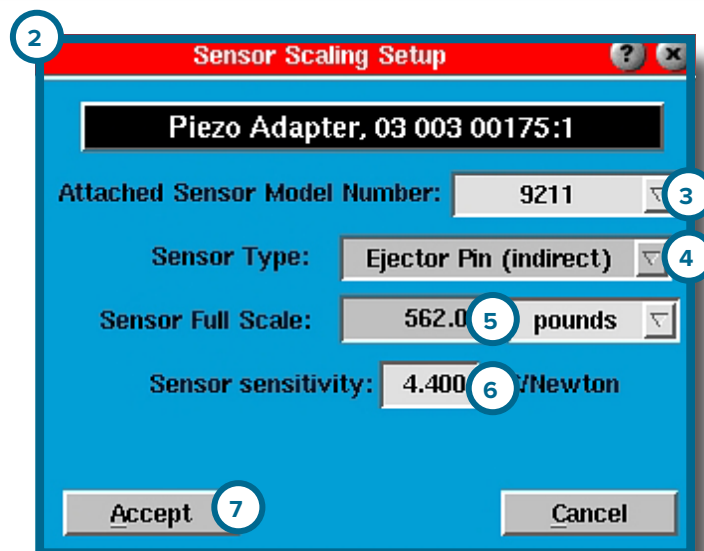 2
Sensor Scaling Setup ? ×
Piezo Adapter, 03 003 00175:1
Attached Sensor Model Number: 9211 3
Sensor Type: Ejector Pin (indirect) 4
Sensor Full Scale: 562.0 5 pounds
Sensor sensitivity: 4.400 6 /Newton
Accept 7 Cancel